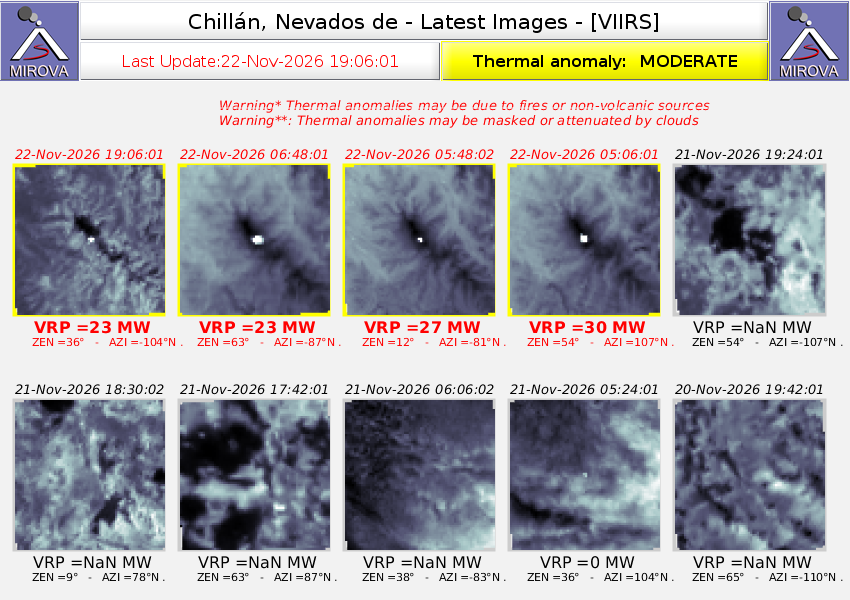 Chillán, Nevados de - Latest Images - [VIIRS]
MIROVA
Last Update:22-Nov-2026 19:06:01
Thermal anomaly: MODERATE
MIROVA
Warning* Thermal anomalies may be due to fires or non-volcanic sources
Warning**: Thermal anomalies may be masked or attenuated by clouds
22-Nov-2026 19:06:01
22-Nov-2026 06:48:01
22-Nov-2026 05:48:02
22-Nov-2026 05:06:01
21-Nov-2026 19:24:01
VRP =23 MW
VRP =23 MW
VRP =27 MW
VRP =30 MW
VRP =NaN MW
ZEN =36° - AZI =-104°N .
ZEN =63° - AZI =-87°N .
ZEN =12° - AZI =-81°N .
ZEN =54° - AZI =107°N .
ZEN =54° - AZI =-107°N .
21-Nov-2026 18:30:02
21-Nov-2026 17:42:01
21-Nov-2026 06:06:02
21-Nov-2026 05:24:01
20-Nov-2026 19:42:01
VRP =NaN MW
VRP =NaN MW
VRP =NaN MW
VRP =0 MW
VRP =NaN MW
ZEN =9° - AZI =78°N .
ZEN =63° - AZI =87°N .
ZEN =38° - AZI =-83°N .
ZEN =36° - AZI =104°N .
ZEN =65° - AZI =-110°N .